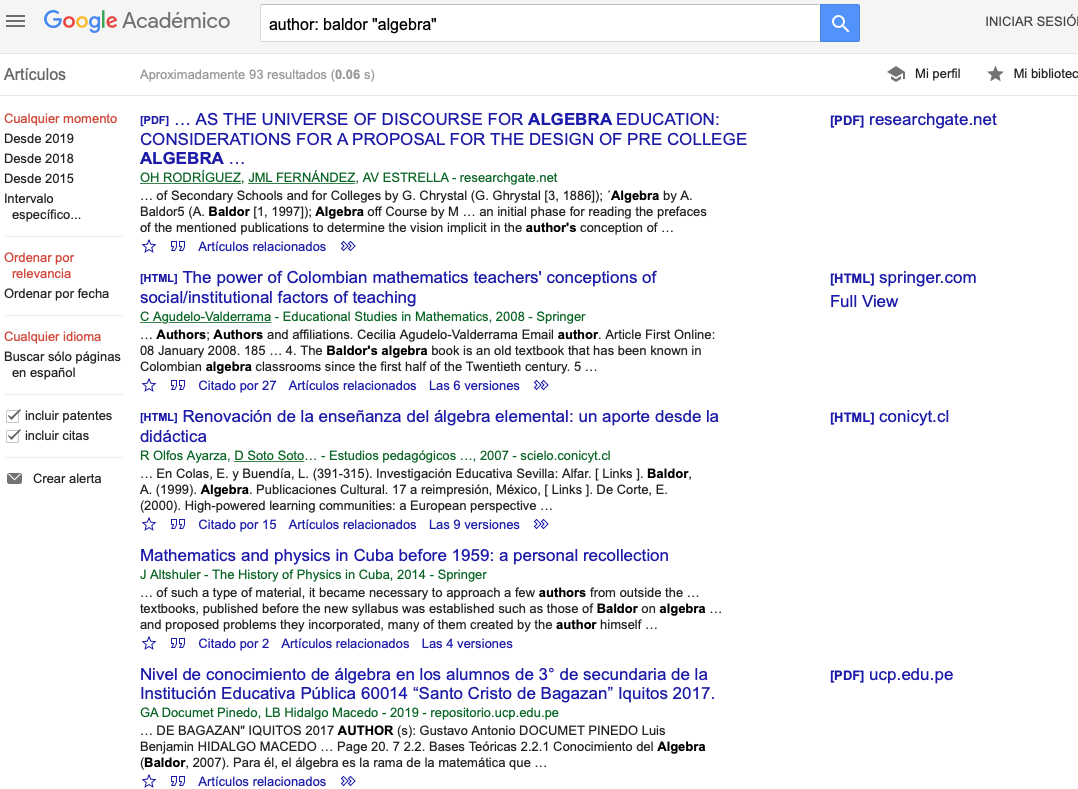 Google Académico
author: baldor "algebra"
INICIAR SESIÓ
Artículos
Aproximadamente 93 resultados (0.06 s)
Mi perfil
Mi bibliotec
Cualquier momento
Desde 2019
Desde 2018
Desde 2015
Intervalo
específico...
Ordenar por
relevancia
Ordenar por fecha
Cualquier idioma
Buscar sólo páginas
en español
incluir patentes
incluir citas
Crear alerta
[PDF] … AS THE UNIVERSE OF DISCOURSE FOR ALGEBRA EDUCATION:
CONSIDERATIONS FOR A PROPOSAL FOR THE DESIGN OF PRE COLLEGE
ALGEBRA …
OH RODRÍGUEZ, JML FERNÁNDEZ, AV ESTRELLA - researchgate.net
… of Secondary Schools and for Colleges by G. Chrystal (G. Ghrystal [3, 1886]); ´Algebra by A.
Baldor5 (A. Baldor [1, 1997]); Algebra off Course by M … an initial phase for reading the prefaces
of the mentioned publications to determine the vision implicit in the author's conception of …
Artículos relacionados
[PDF] researchgate.net
[HTML] The power of Colombian mathematics teachers' conceptions of
social/institutional factors of teaching
C Agudelo-Valderrama - Educational Studies in Mathematics, 2008 - Springer
… Authors; Authors and affiliations. Cecilia Agudelo-Valderrama Email author. Article First Online:
08 January 2008. 185 … 4. The Baldor's algebra book is an old textbook that has been known in
Colombian algebra classrooms since the first half of the Twentieth century. 5 …
Citado por 27 Artículos relacionados Las 6 versiones
[HTML] springer.com
Full View
[HTML] Renovación de la enseñanza del álgebra elemental: un aporte desde la
didáctica
R Olfos Ayarza, D Soto Soto… - Estudios pedagógicos …, 2007 - scielo.conicyt.cl
… En Colas, E. y Buendía, L. (391-315). Investigación Educativa Sevilla: Alfar. [ Links ]. Baldor,
A. (1999). Algebra. Publicaciones Cultural. 17 a reimpresión, México, [ Links ]. De Corte, E.
(2000). High-powered learning communities: a European perspective …
Citado por 15 Artículos relacionados Las 9 versiones
[HTML] conicyt.cl
Mathematics and physics in Cuba before 1959: a personal recollection
J Altshuler - The History of Physics in Cuba, 2014 - Springer
… of such a type of material, it became necessary to approach a few authors from outside the …
textbooks, published before the new syllabus was established such as those of Baldor on algebra …
and proposed problems they incorporated, many of them created by the author himself …
Citado por 2 Artículos relacionados Las 4 versiones
Nivel de conocimiento de álgebra en los alumnos de 3° de secundaria de la
Institución Educativa Pública 60014 “Santo Cristo de Bagazan” Iquitos 2017.
GA Documet Pinedo, LB Hidalgo Macedo - 2019 - repositorio.ucp.edu.pe
… DE BAGAZAN" IQUITOS 2017 AUTHOR (s): Gustavo Antonio DOCUMET PINEDO Luis
Benjamin HIDALGO MACEDO … Page 20. 7 2.2. Bases Teóricas 2.2.1 Conocimiento del Algebra
(Baldor, 2007). Para él, el álgebra es la rama de la matemática que …
Artículos relacionados
[PDF] ucp.edu.pe